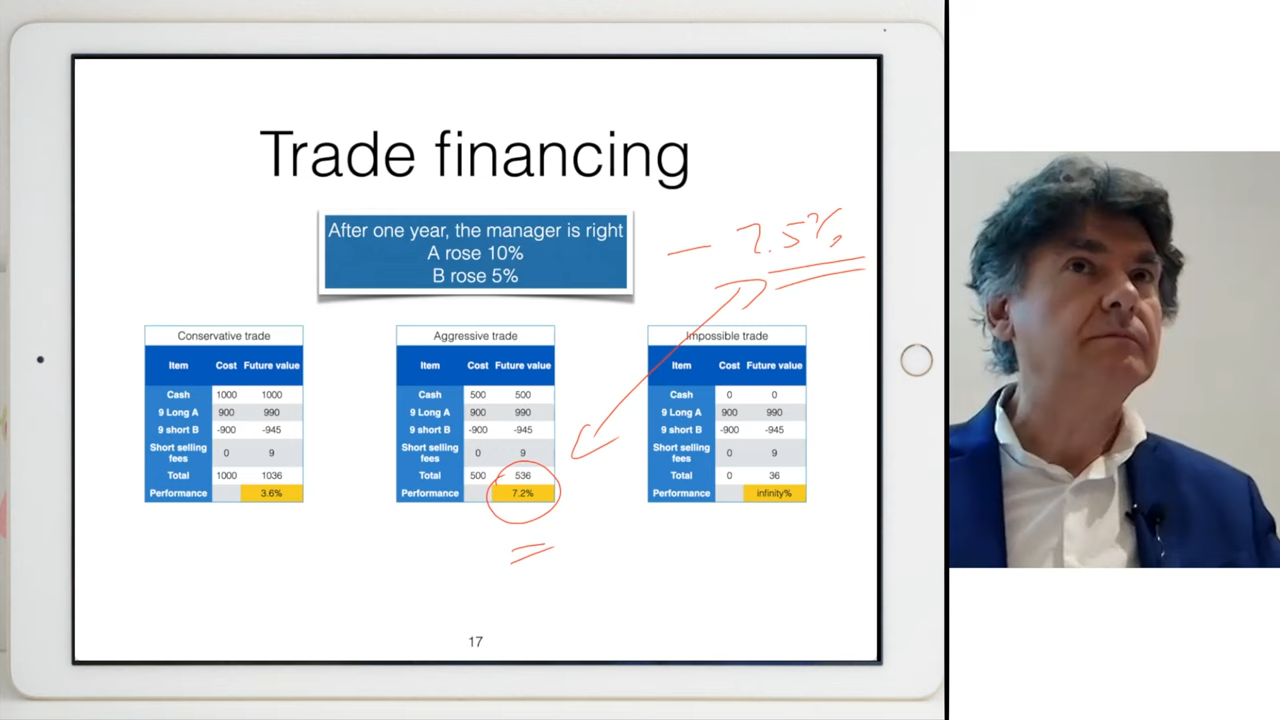 Trade financing
After one year, the manager is right
A rose 10%
B rose 5%
- 7.5%
Conservative trade
Item Cost Future value
Cash 1000 1000
9 Long A 900 990
9 short B -900 -945
Short selling fees 0 9
Total 1000 1036
Performance 3.6%
Aggressive trade
Item Cost Future value
Cash 500 500
9 Long A 900 990
9 short B -900 -945
Short selling fees 0 9
Total 500 536
Performance 7.2%
Impossible trade
Item Cost Future value
Cash 0 0
9 Long A 900 990
9 short B -900 -945
Short selling fees 0 9
Total 0 36
Performance infinity%
17